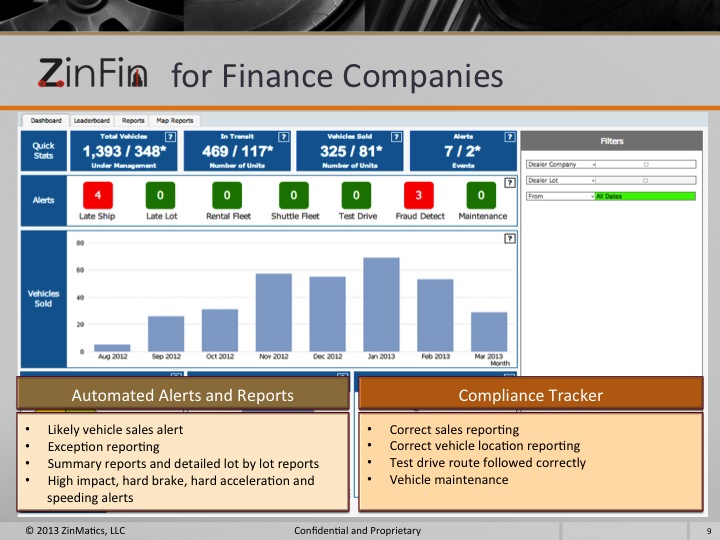 ZinFin for Finance Companies
Dashboard Leaderboard Reports Map Reports
Quick Stats
Total Vehicles ?
1,393 / 348*
Under Management
In Transit ?
469 / 117*
Number of Units
Vehicles Sold ?
325 / 81*
Number of Units
Alerts ?
7 / 2*
Events
Filters
Dealer Company
Dealer Lot
From All Dates
Alerts
?
4 0 0 0 0 3 0
Late Ship Late Lot Rental Fleet Shuttle Fleet Test Drive Fraud Detect Maintenance
Vehicles Sold
?
80
60
40
20
0
Aug 2012 Sep 2012 Oct 2012 Nov 2012 Dec 2012 Jan 2013 Feb 2013 Mar 2013
Month
Automated Alerts and Reports
• Likely vehicle sales alert
• Exception reporting
• Summary reports and detailed lot by lot reports
• High impact, hard brake, hard acceleration and
speeding alerts
Compliance Tracker
• Correct sales reporting
• Correct vehicle location reporting
• Test drive route followed correctly
• Vehicle maintenance
© 2013 ZinMatics, LLC Confidential and Proprietary 9